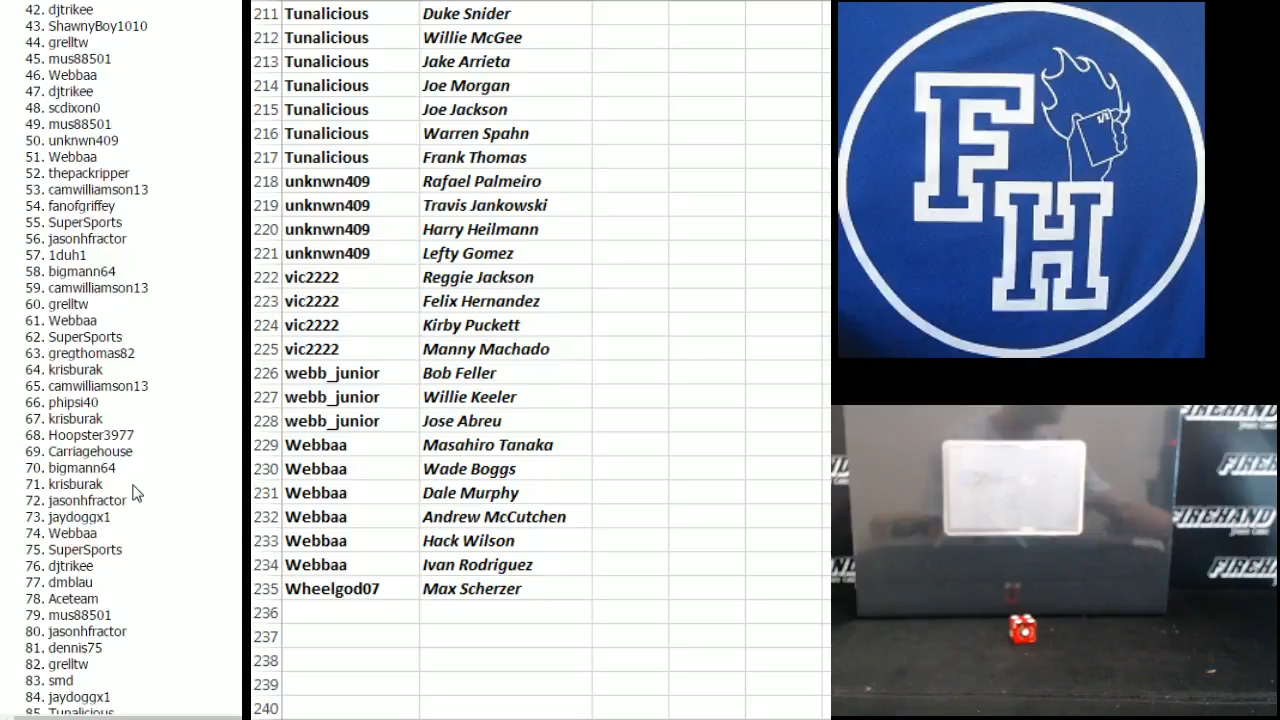 42. djtrikee
43. ShawnyBoy1010
44. grelltw
45. mus88501
46. Webbaa
47. djtrikee
48. scdixon0
49. mus88501
50. unknwn409
51. Webbaa
52. thepackripper
53. camwilliamson13
54. fanofgriffey
55. SuperSports
56. jasonhfractor
57. 1duh1
58. bigmann64
59. camwilliamson13
60. grelltw
61. Webbaa
62. SuperSports
63. gregthomas82
64. krisburak
65. camwilliamson13
66. phipsi40
67. krisburak
68. Hoopster3977
69. Carriagehouse
70. bigmann64
71. krisburak
72. jasonhfractor
73. jaydoggx1
74. Webbaa
75. SuperSports
76. djtrikee
77. dmblau
78. Aceteam
79. mus88501
80. jasonhfractor
81. dennis75
82. grelltw
83. smd
84. jaydoggx1
85. Tunalicious
211 Tunalicious Duke Snider
212 Tunalicious Willie McGee
213 Tunalicious Jake Arrieta
214 Tunalicious Joe Morgan
215 Tunalicious Joe Jackson
216 Tunalicious Warren Spahn
217 Tunalicious Frank Thomas
218 unknwn409 Rafael Palmeiro
219 unknwn409 Travis Jankowski
220 unknwn409 Harry Heilmann
221 unknwn409 Lefty Gomez
222 vic2222 Reggie Jackson
223 vic2222 Felix Hernandez
224 vic2222 Kirby Puckett
225 vic2222 Manny Machado
226 webb_junior Bob Feller
227 webb_junior Willie Keeler
228 webb_junior Jose Abreu
229 Webbaa Masahiro Tanaka
230 Webbaa Wade Boggs
231 Webbaa Dale Murphy
232 Webbaa Andrew McCutchen
233 Webbaa Hack Wilson
234 Webbaa Ivan Rodriguez
235 Wheelgod07 Max Scherzer
236
237
238
239
240
FH
1/1
FIREHAND
FIREHAND
FIREHAND